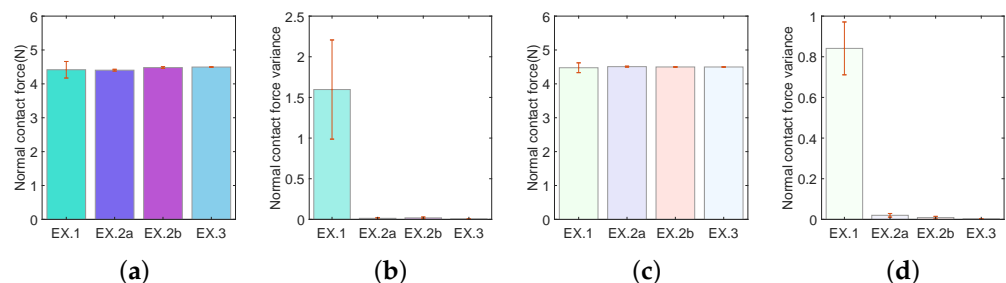 Normal contact force(N)
6
5
4
3
2
1
0
EX.1 EX.2a EX.2b EX.3
(a)
Normal contact force variance
2.5
2
1.5
1
0.5
0
EX.1 EX.2a EX.2b EX.3
(b)
Normal contact force(N)
6
5
4
3
2
1
0
EX.1 EX.2a EX.2b EX.3
(c)
Normal contact force variance
1
0.8
0.6
0.4
0.2
0
EX.1 EX.2a EX.2b EX.3
(d)